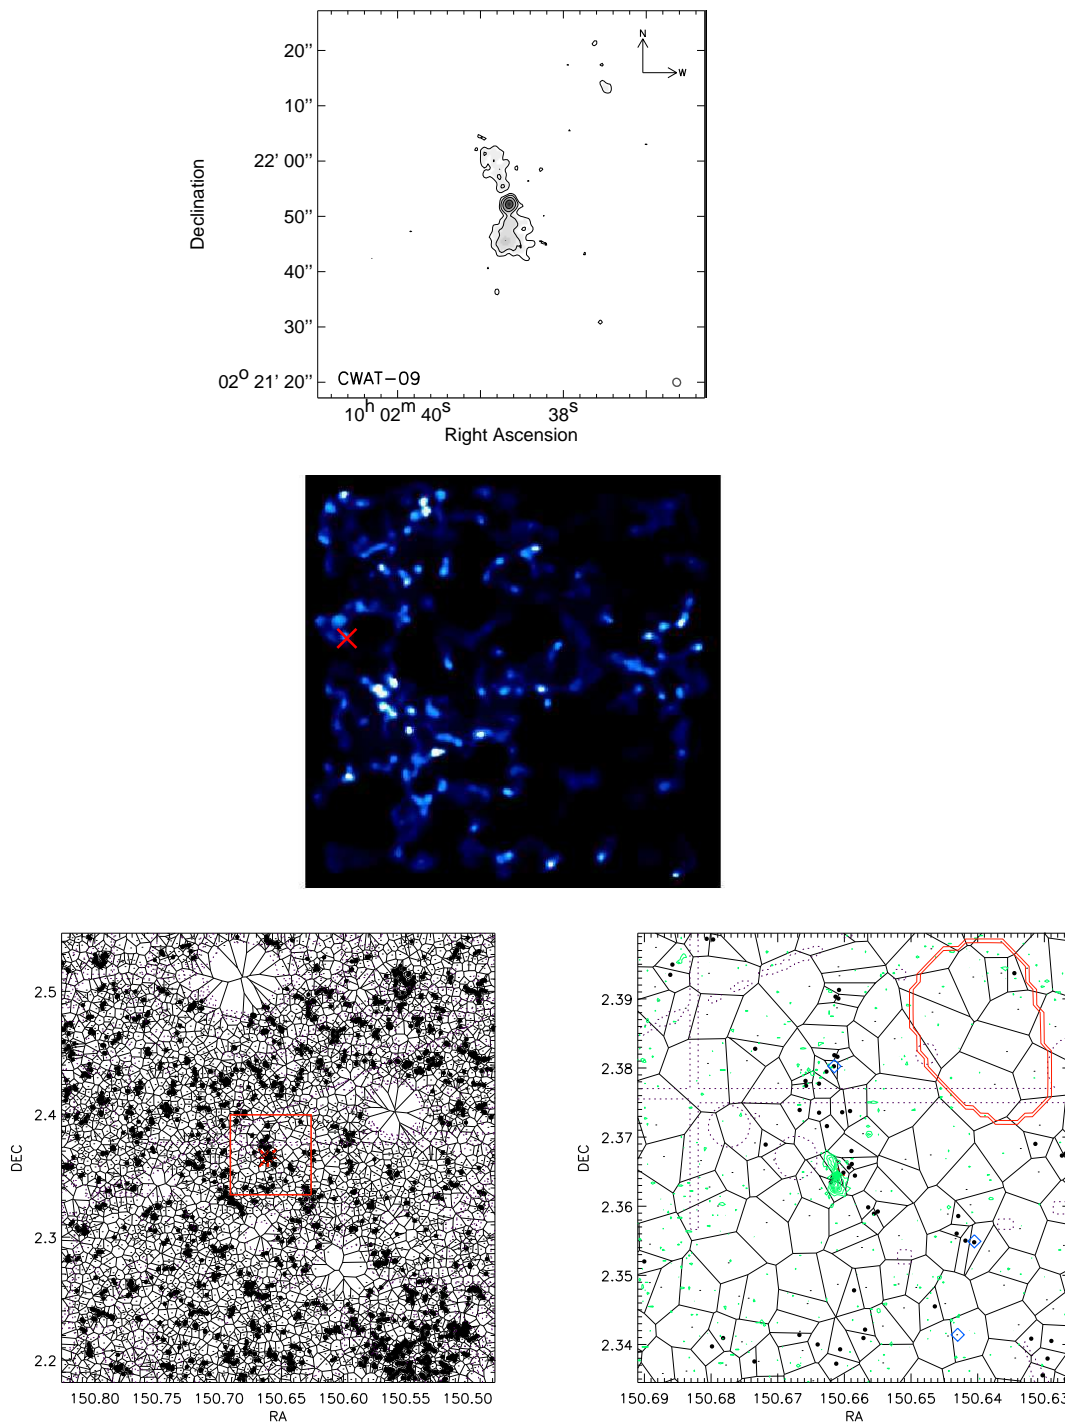 20"
10"
22' 00"
50"
40"
30"
02° 21' 20"
Declination
N
W
CWAT-09
10h 02m 40s 38s
Right Ascension
2.5
2.4
2.3
2.2
DEC
150.80 150.70 150.65 150.60 150.55 150.50
RA
2.39
2.38
2.37
2.36
2.35
2.34
DEC
150.69 150.68 150.67 150.66 150.65 150.64 150.63
RA